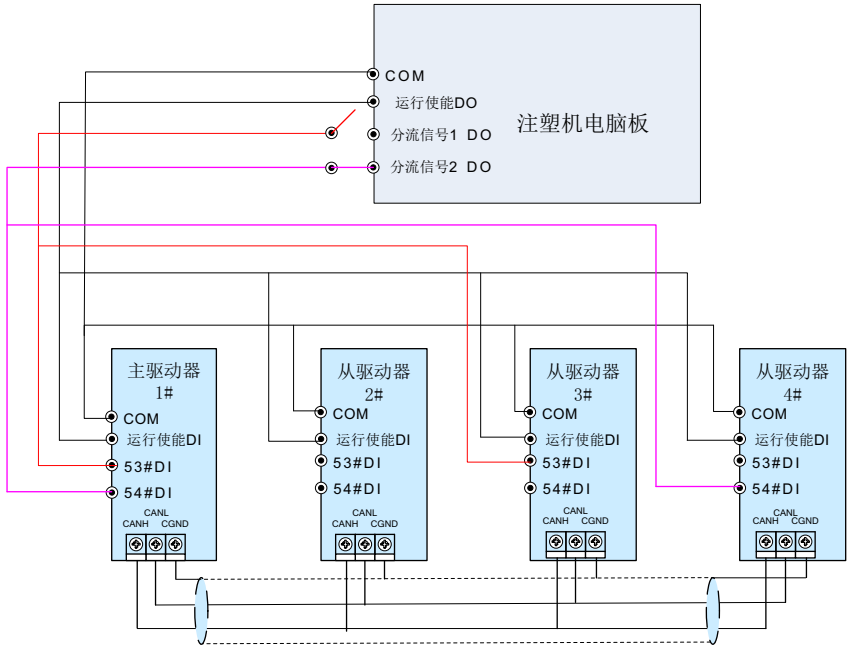 COM
运行使能DO
分流信号1 DO
注塑机电脑板
分流信号2 DO
主驱动器
1#
COM
运行使能DI
53#DI
54#DI
CANL
CANH CGND
从驱动器
2#
COM
运行使能DI
53#DI
54#DI
CANL
CANH CGND
从驱动器
3#
COM
运行使能DI
53#DI
54#DI
CANL
CANH CGND
从驱动器
4#
COM
运行使能DI
53#DI
54#DI
CANL
CANH CGND